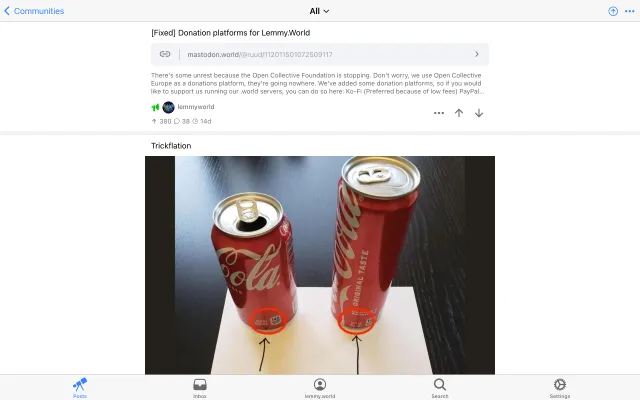 Communities
All
[Fixed] Donation platforms for Lemmy.World
mastodon.world/@ruud/112011501072509117
There's some unrest because the Open Collective Foundation is stopping. Don't worry, we use Open Collective
Europe as a donations platform, they're going nowhere. We've added some donation platforms, so if you would
like to support us running our .world servers, you can do so here: Ko-Fi (Preferred because of low fees) PayPal...
lemmyworld
380 38 14d
Trickflation
Coca-Cola
Cola
ORIGINAL TASTE
Posts
Inbox
lemmy.world
Search
Settings